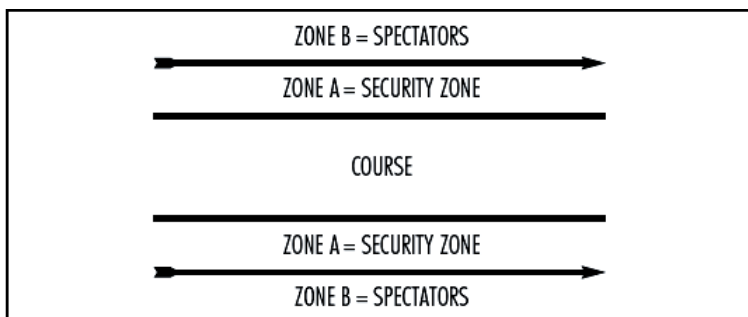 ZONE B = SPECTATORS
ZONE A = SECURITY ZONE
COURSE
ZONE A = SECURITY ZONE
ZONE B = SPECTATORS